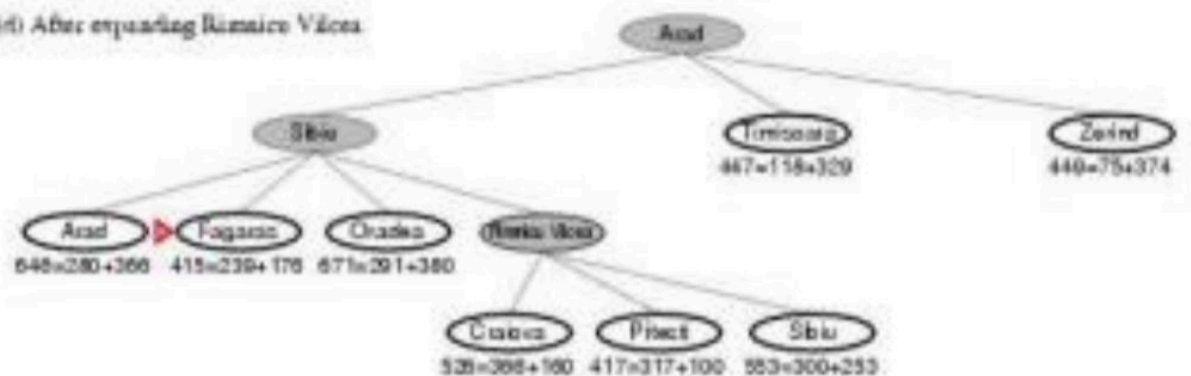 (d) After expanding Rimnicu Vilcea
Arad
Sibiu
Timisoara
Zerind
447=118+329
449=75+374
Arad
Fagaras
Oradea
Rimnicu Vilcea
646=280+366
415=239+176
671=291+380
Craiova
Pitesti
Sibiu
526=366+160
417=317+100
553=300+253